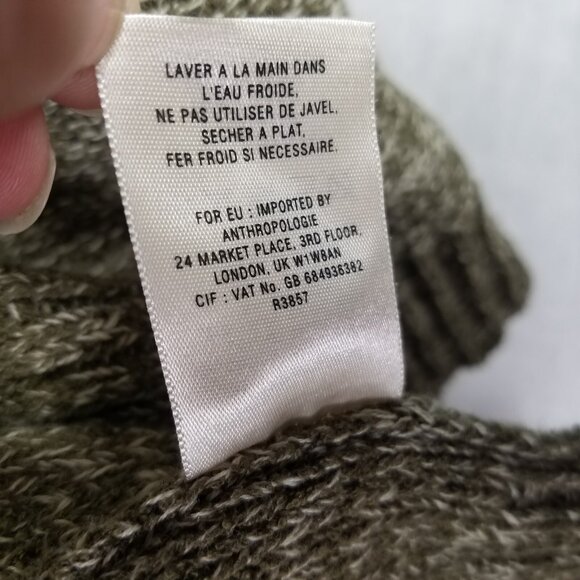 LAVER A LA MAIN DANS
L'EAU FROIDE,
NE PAS UTILISER DE JAVEL.
SECHER A PLAT,
FER FROID SI NECESSAIRE.
FOR EU : IMPORTED BY
ANTHROPOLOGIE
24 MARKET PLACE, 3RD FLOOR,
LONDON, UK W1W8AN
CIF : VAT No. GB 684936382
R3857